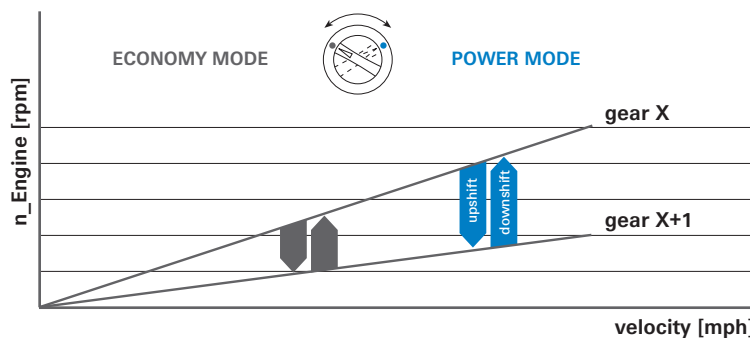 ECONOMY MODE
POWER MODE
n_Engine [rpm]
gear X
upshift
downshift
gear X+1
velocity [mph]